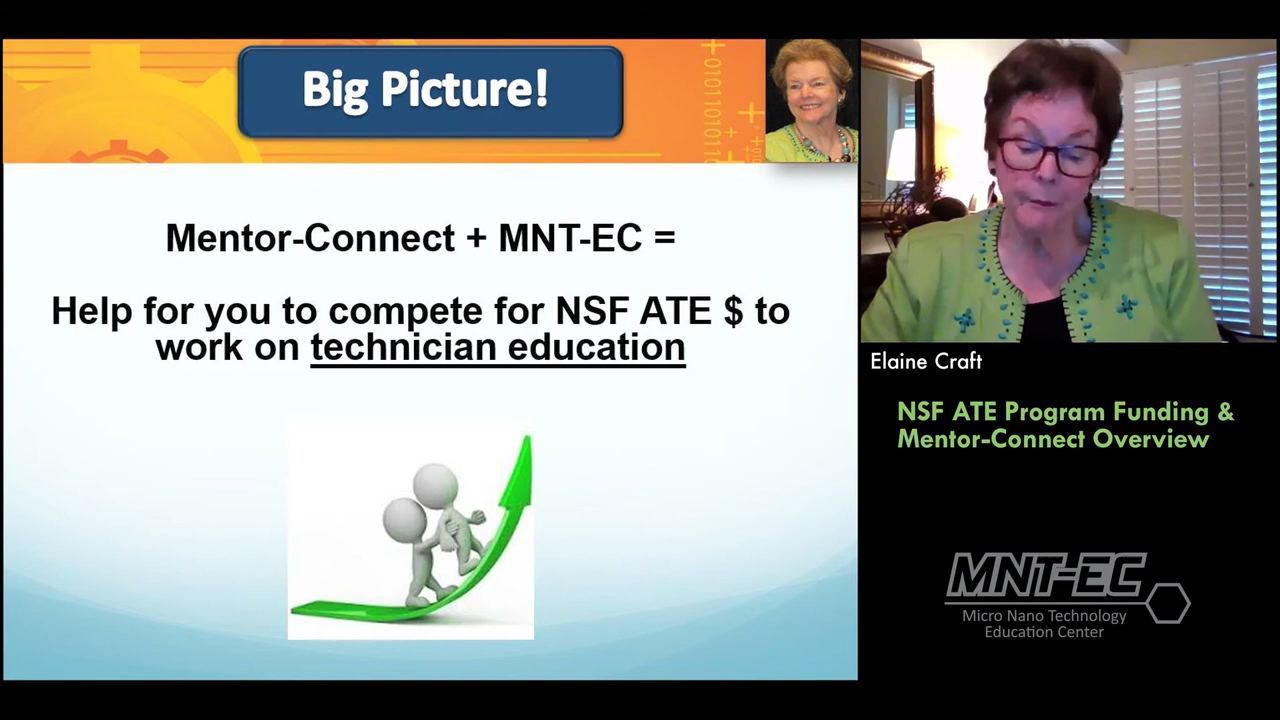 Big Picture!
Mentor-Connect + MNT-EC =
Help for you to compete for NSF ATE $ to
work on technician education
Elaine Craft
NSF ATE Program Funding &
Mentor-Connect Overview
MNT-EC
Micro Nano Technology
Education Center